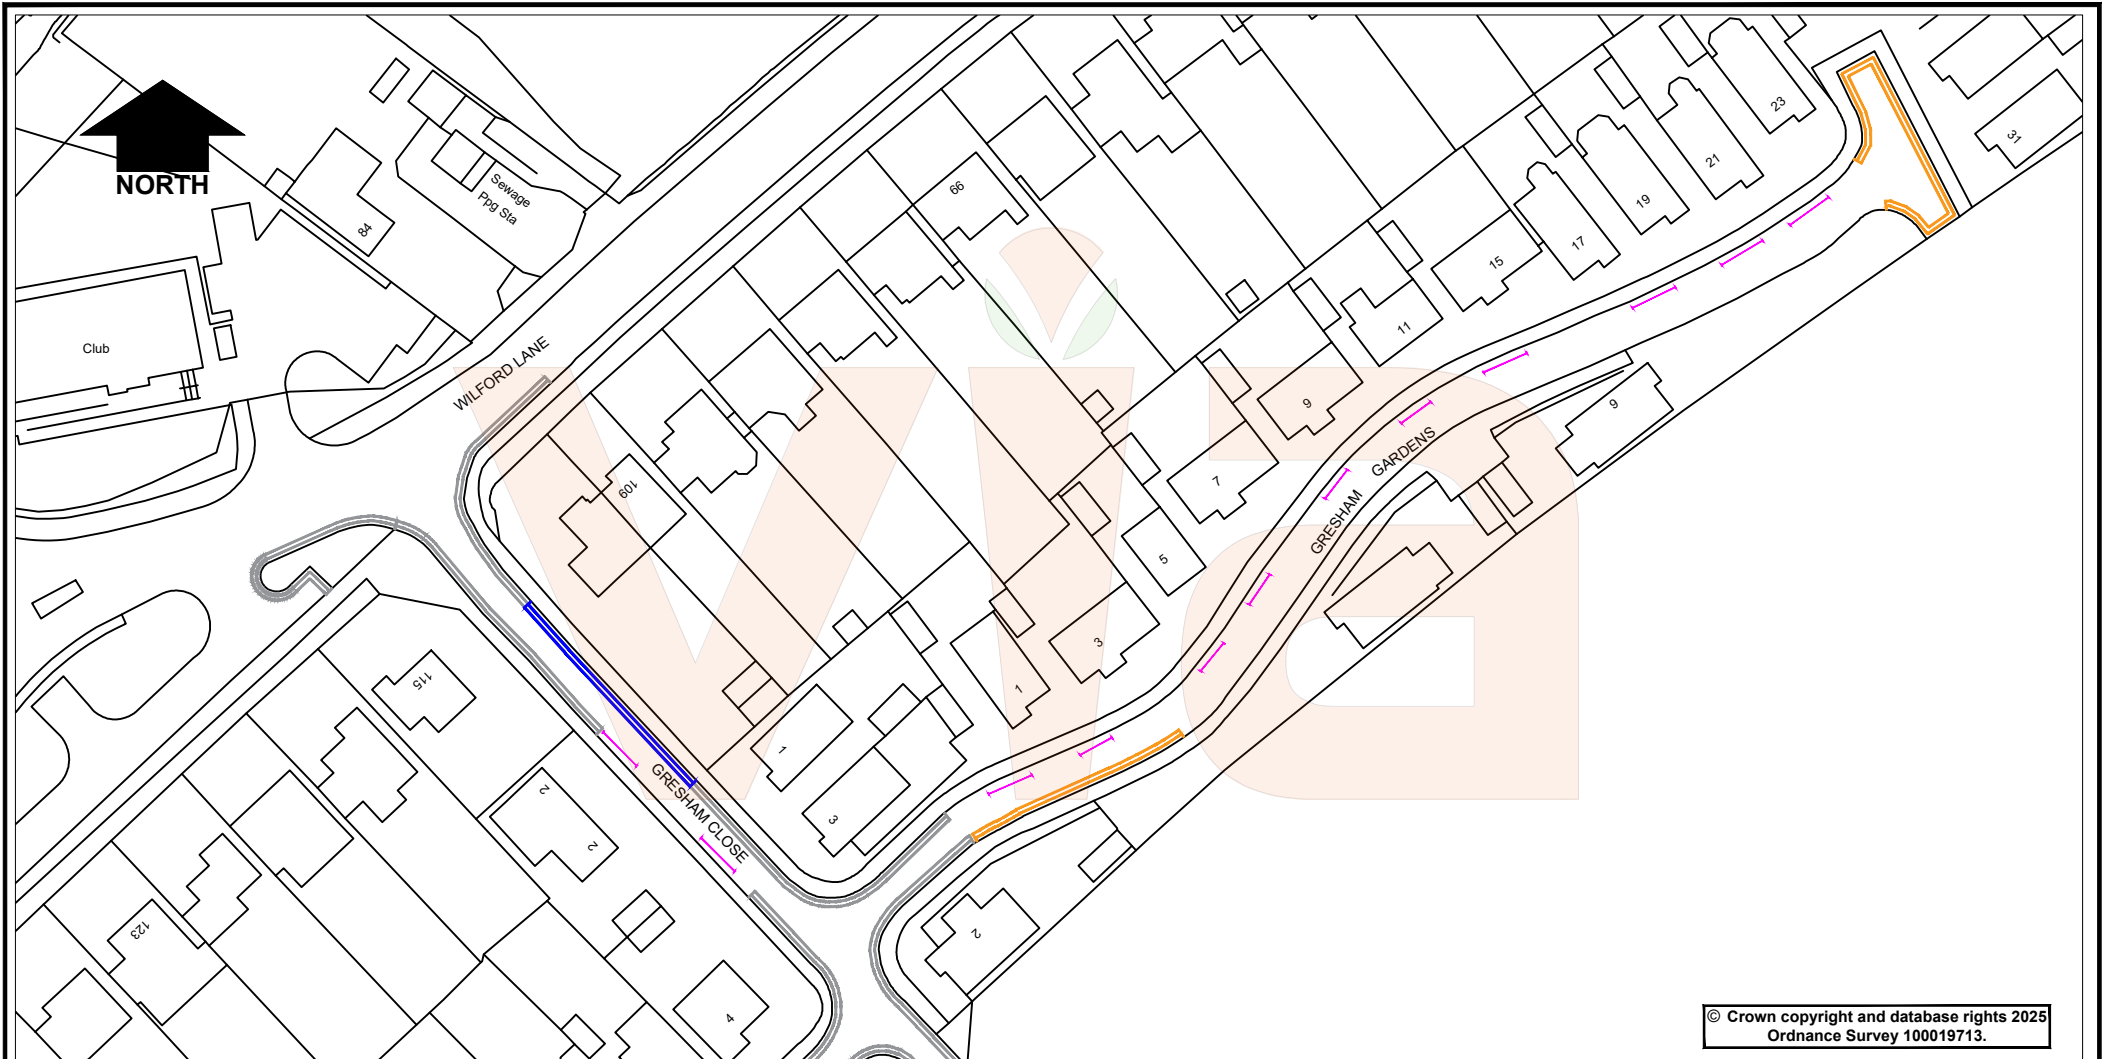 NORTH
84
Sewage
Ppg Sta
Club
WILFORD LANE
66
109
115
123
23
21
19
17
15
11
9
7
5
3
1
31
9
GRESHAM GARDENS
1
3
GRESHAM CLOSE
2
2
4
2
Via
© Crown copyright and database rights 2025
Ordnance Survey 100019713.